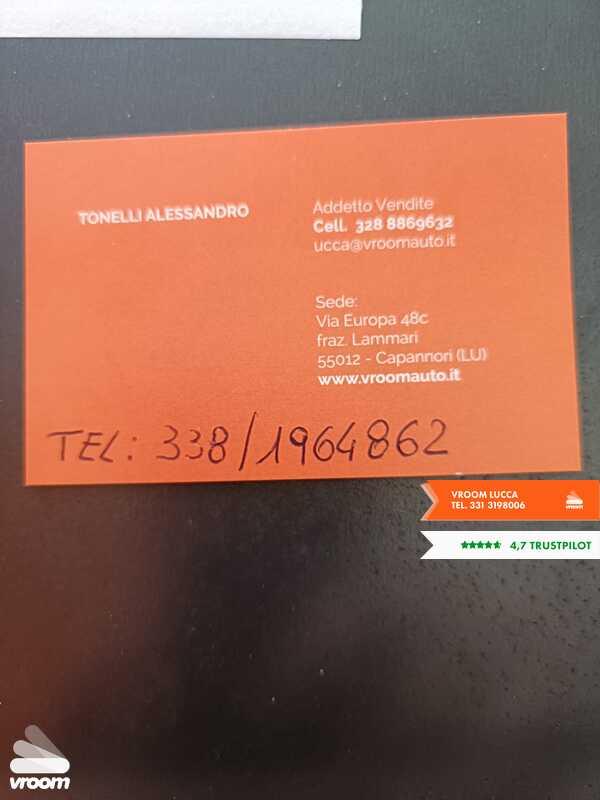 TONELLI ALESSANDRO
Addetto Vendite
Cell. 328 8869632
ucca@vroomauto.it
Sede:
Via Europa 48c
fraz. Lammari
55012 - Capannori (LU)
www.vroomauto.it
TEL: 338/1964862
VROOM LUCCA
TEL. 331 3198006
vroom
4,7 TRUSTPILOT
vroom